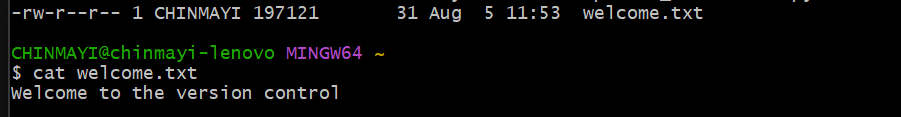 -rw-r--r-- 1 CHINMAYI 197121        31 Aug  5 11:53  welcome.txt
CHINMAYI@chinmayi-lenovo MINGW64 ~
$ cat welcome.txt
Welcome to the version control